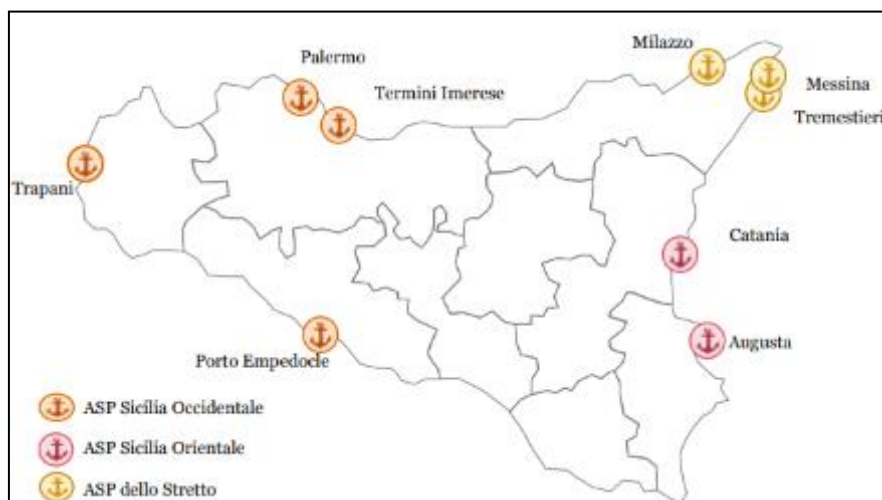 Milazzo
Palermo
Messina
Termini Imerese
Tremestieri
Trapani
Catania
Augusta
Porto Empedocle
ASP Sicilia Occidentale
ASP Sicilia Orientale
ASP dello Stretto